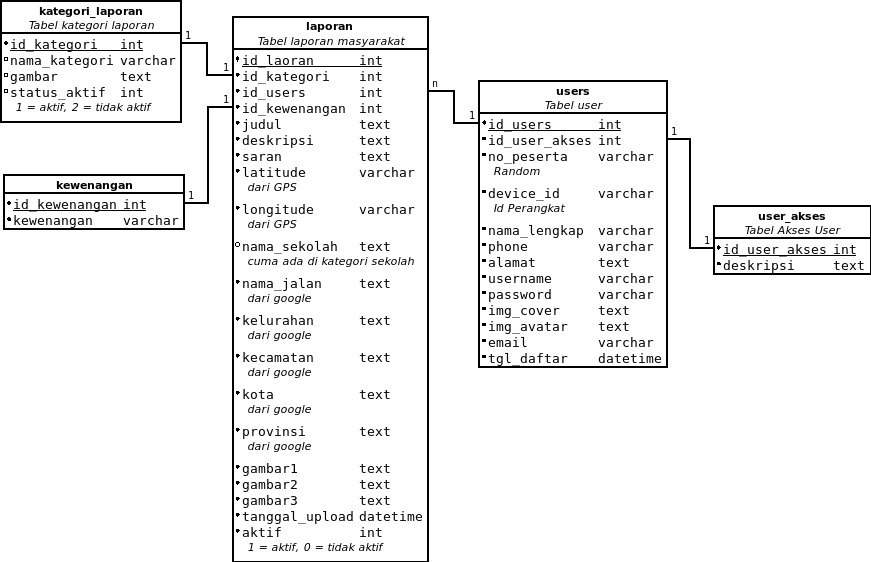 kategori_laporan
Tabel kategori laporan
id_kategori int
nama_kategori varchar
gambar text
status_aktif int
1 = aktif, 2 = tidak aktif
1
1
kewenangan
id_kewenangan int
kewenangan varchar
1
1
laporan
Tabel laporan masyarakat
id_laoran int
id_kategori int
id_users int
id_kewenangan int
judul text
deskripsi text
saran text
latitude varchar
dari GPS
longitude varchar
dari GPS
nama_sekolah text
cuma ada di kategori sekolah
nama_jalan text
dari google
kelurahan text
dari google
kecamatan text
dari google
kota text
dari google
provinsi text
dari google
gambar1 text
gambar2 text
gambar3 text
tanggal_upload datetime
aktif int
1 = aktif, 0 = tidak aktif
n
1
users
Tabel user
id_users int
id_user_akses int
no_peserta varchar
Random
device_id varchar
Id Perangkat
nama_lengkap varchar
phone varchar
alamat text
username varchar
password varchar
img_cover text
img_avatar text
email varchar
tgl_daftar datetime
1
1
user_akses
Tabel Akses User
id_user_akses int
deskripsi text